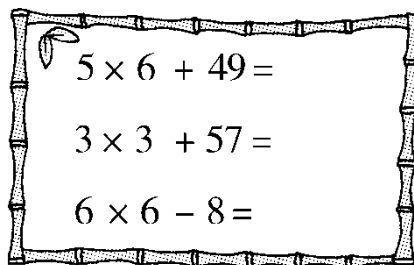 5 × 6 + 49 =
3 × 3 + 57 =
6 × 6 − 8 =